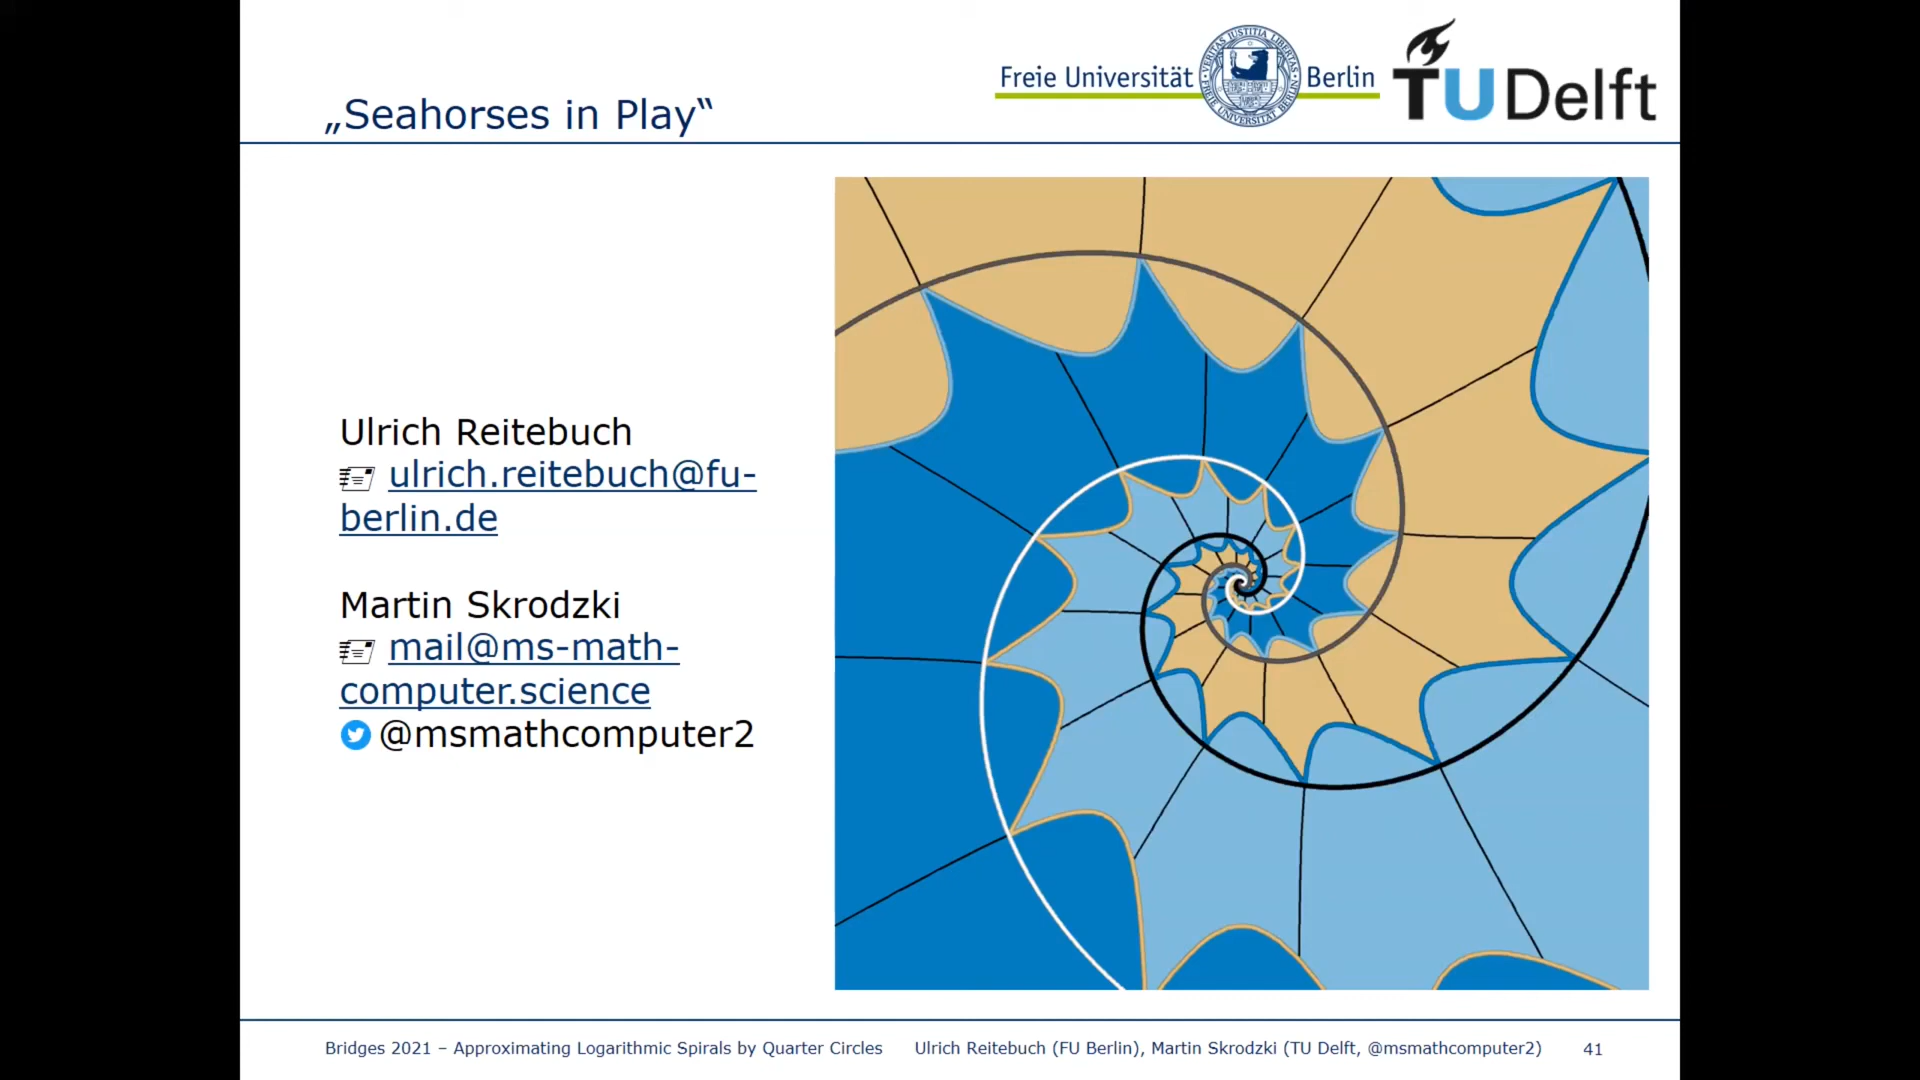 Freie Universität Berlin
TU Delft
„Seahorses in Play“
Ulrich Reitebuch
ulrich.reitebuch@fu-
berlin.de
Martin Skrodzki
mail@ms-math-
computer.science
@msmathcomputer2
Bridges 2021 – Approximating Logarithmic Spirals by Quarter Circles Ulrich Reitebuch (FU Berlin), Martin Skrodzki (TU Delft, @msmathcomputer2) 41